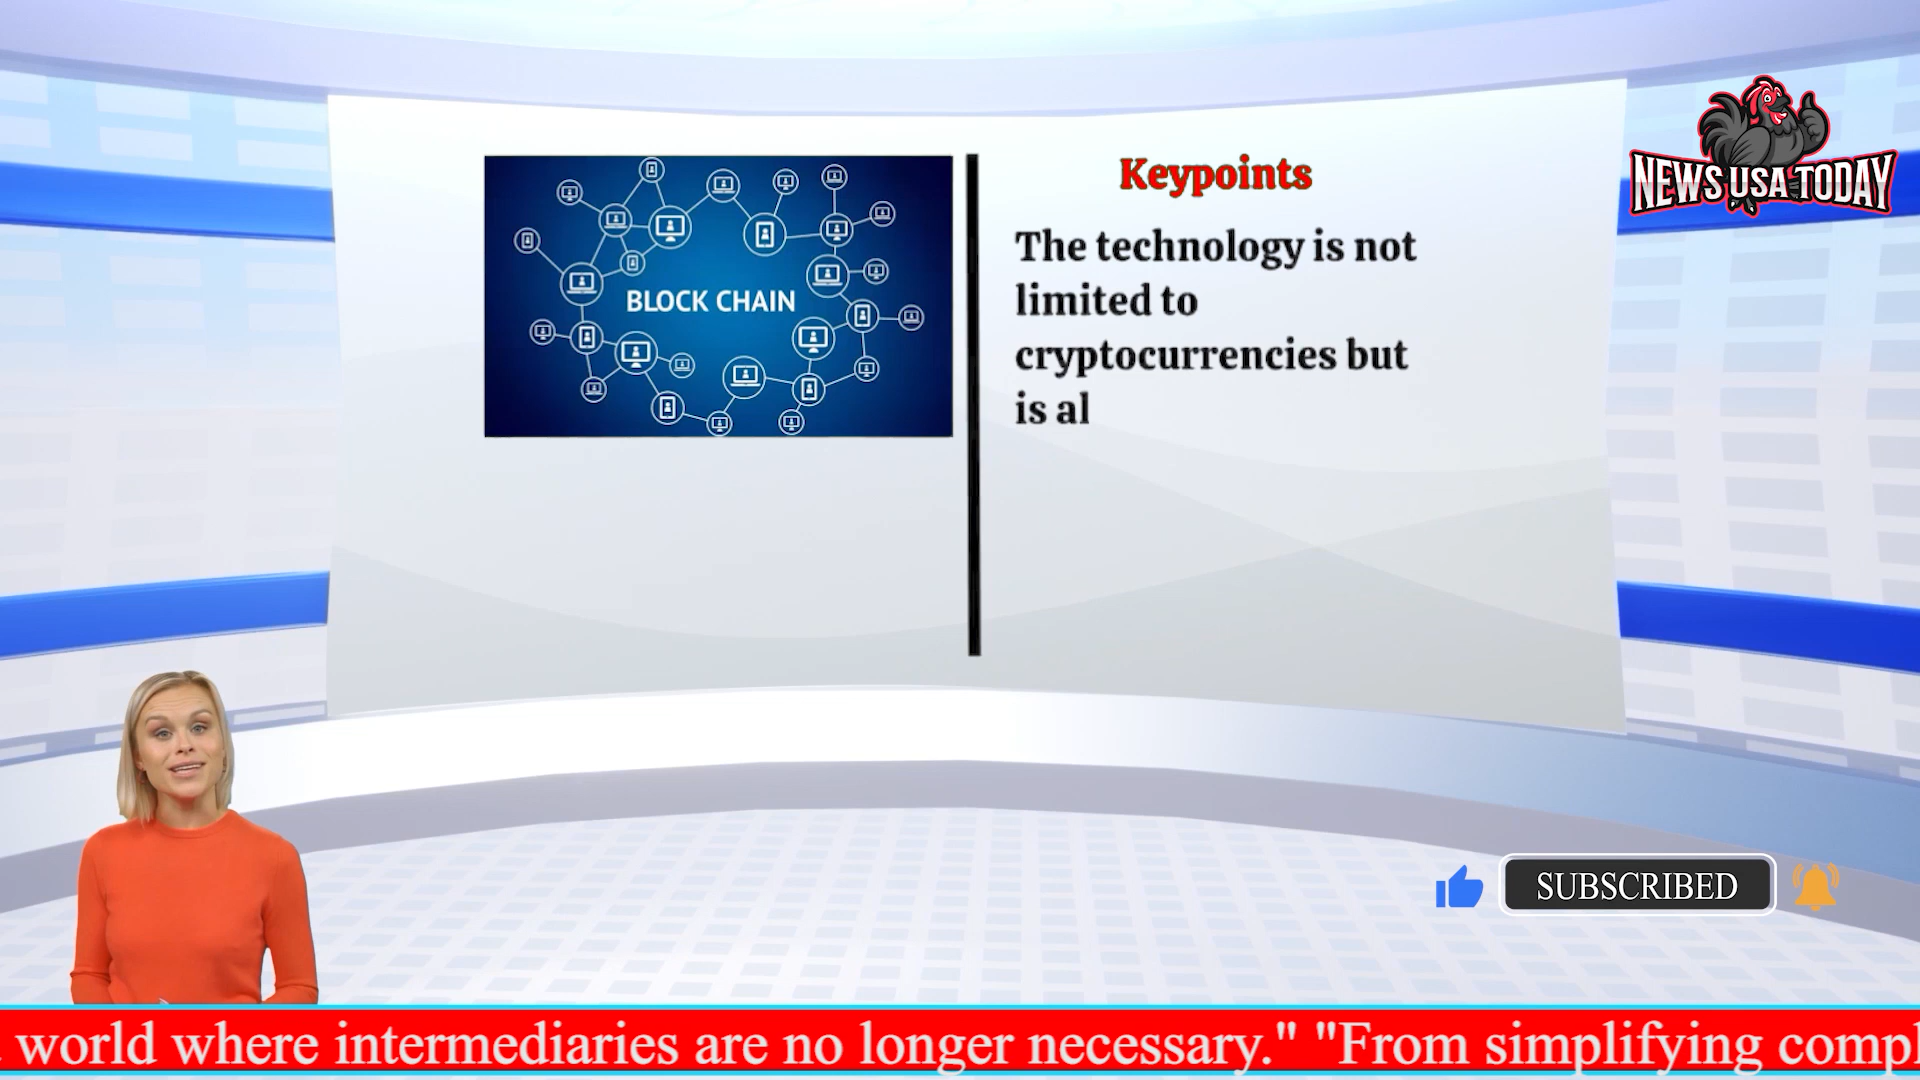 NEWS USA TODAY
Keypoints
BLOCK CHAIN
The technology is not
limited to
cryptocurrencies but
is al
SUBSCRIBED
world where intermediaries are no longer necessary." "From simplifying compl